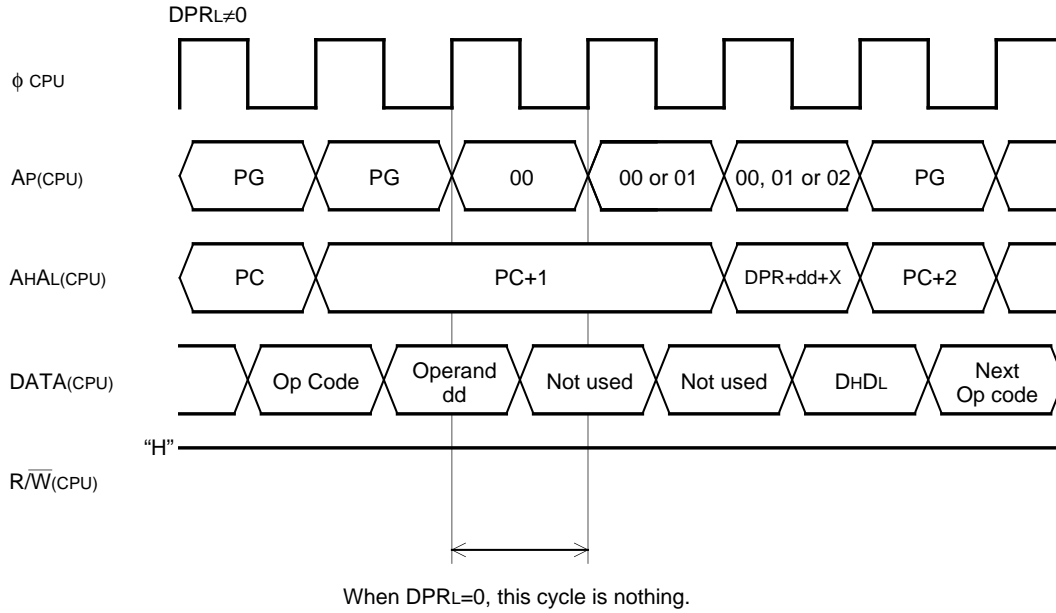 DPRL≠0
ϕ CPU
AP(CPU) PG PG 00 00 or 01 00, 01 or 02 PG
AHAL(CPU) PC PC+1 DPR+dd+X PC+2
DATA(CPU) Op Code Operand dd Not used Not used DHDL Next Op code
“H”
R/W̅(CPU)
When DPRL=0, this cycle is nothing.